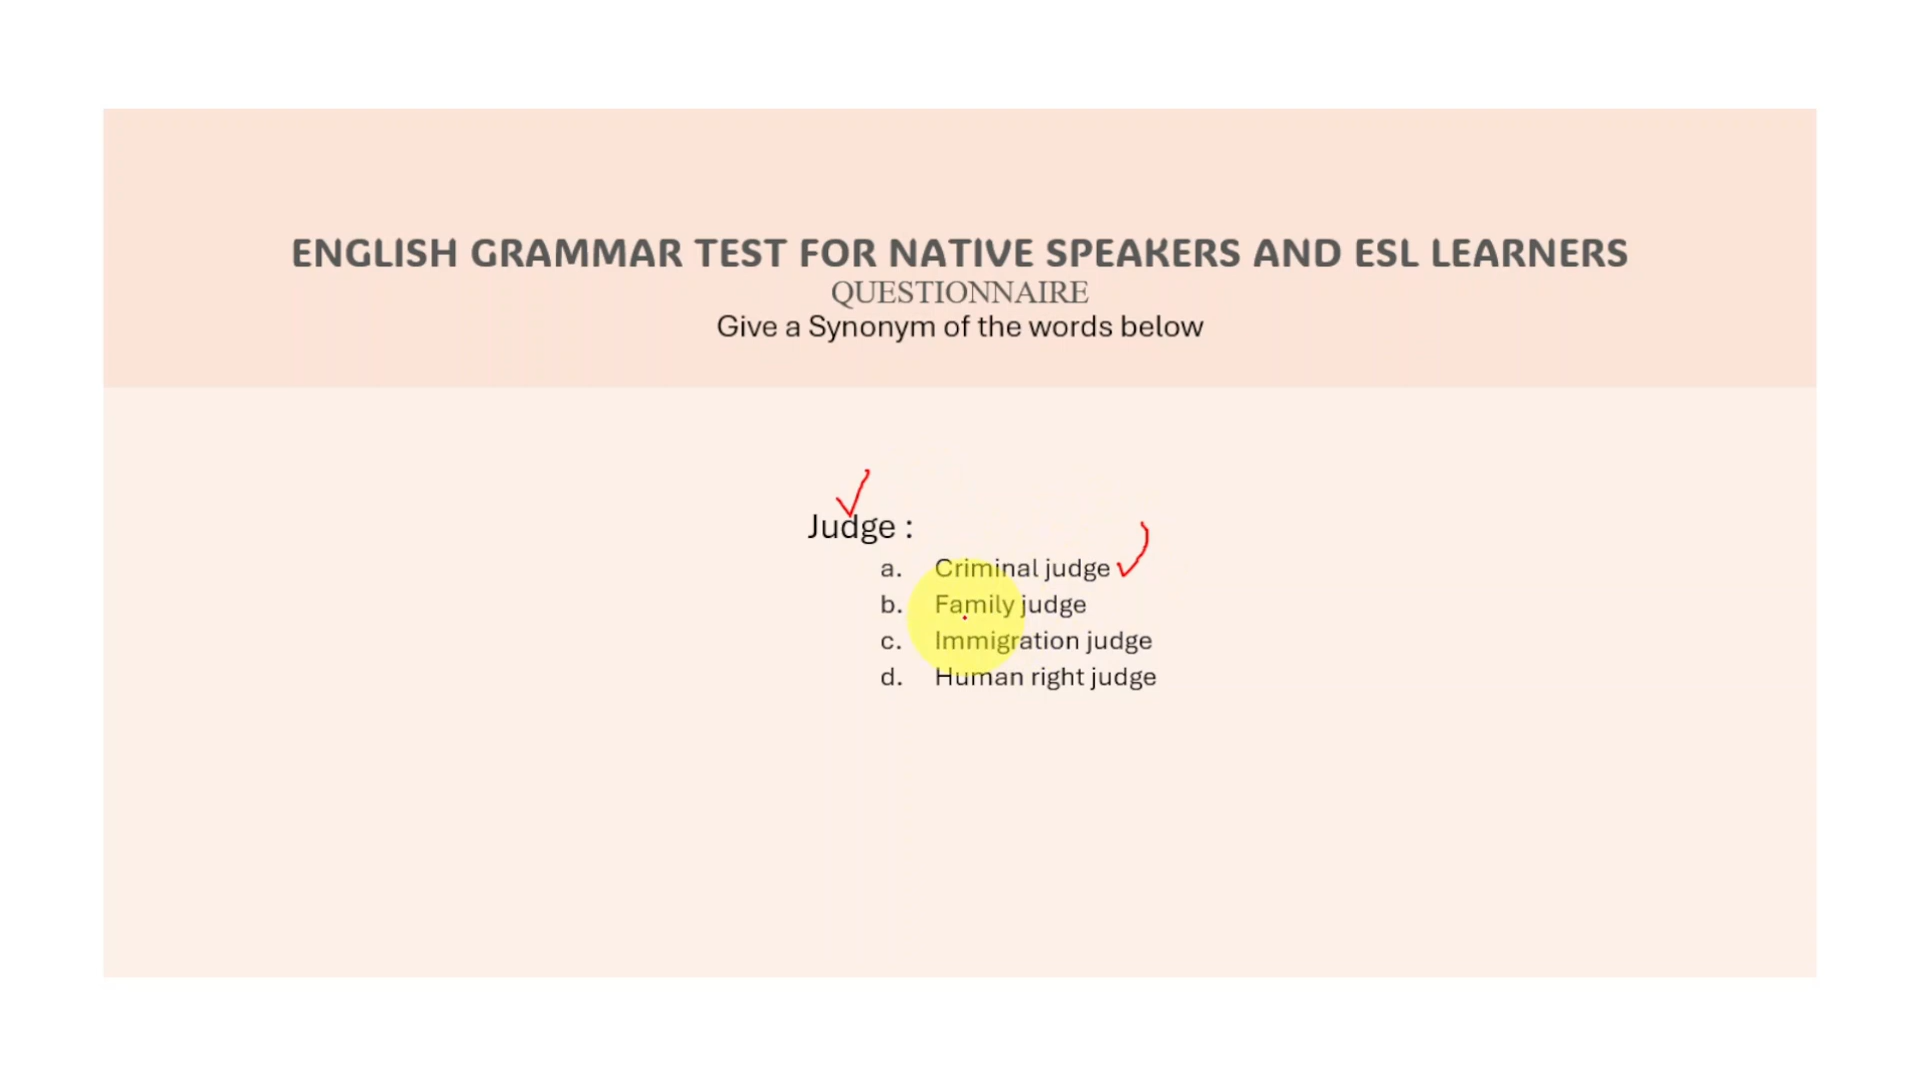 ENGLISH GRAMMAR TEST FOR NATIVE SPEAKERS AND ESL LEARNERS
QUESTIONNAIRE
Give a Synonym of the words below
Judge :
a. Criminal judge
b. Family judge
c. Immigration judge
d. Human right judge